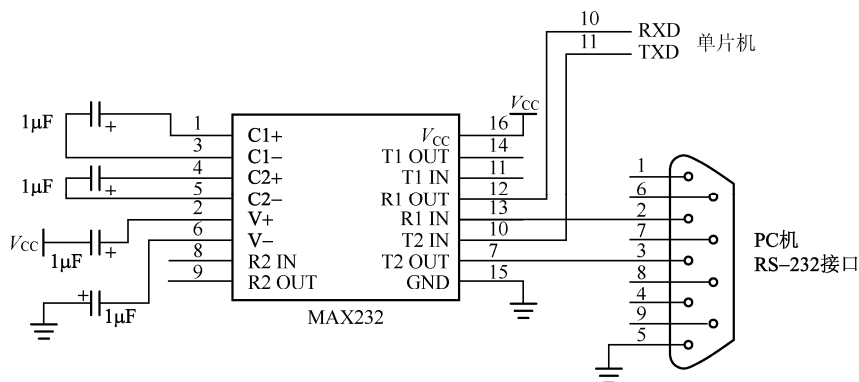 10 RXD
11 TXD
单片机
1μF
+
1μF
+
VCC
1μF
+
+
1μF
1
3
4
5
2
6
8
9
C1+
C1−
C2+
C2−
V+
V−
R2 IN
R2 OUT
VCC
T1 OUT
T1 IN
R1 OUT
R1 IN
T2 IN
T2 OUT
GND
MAX232
VCC
16
14
11
12
13
10
7
15
1
6
2
7
3
8
4
9
5
PC机
RS−232接口